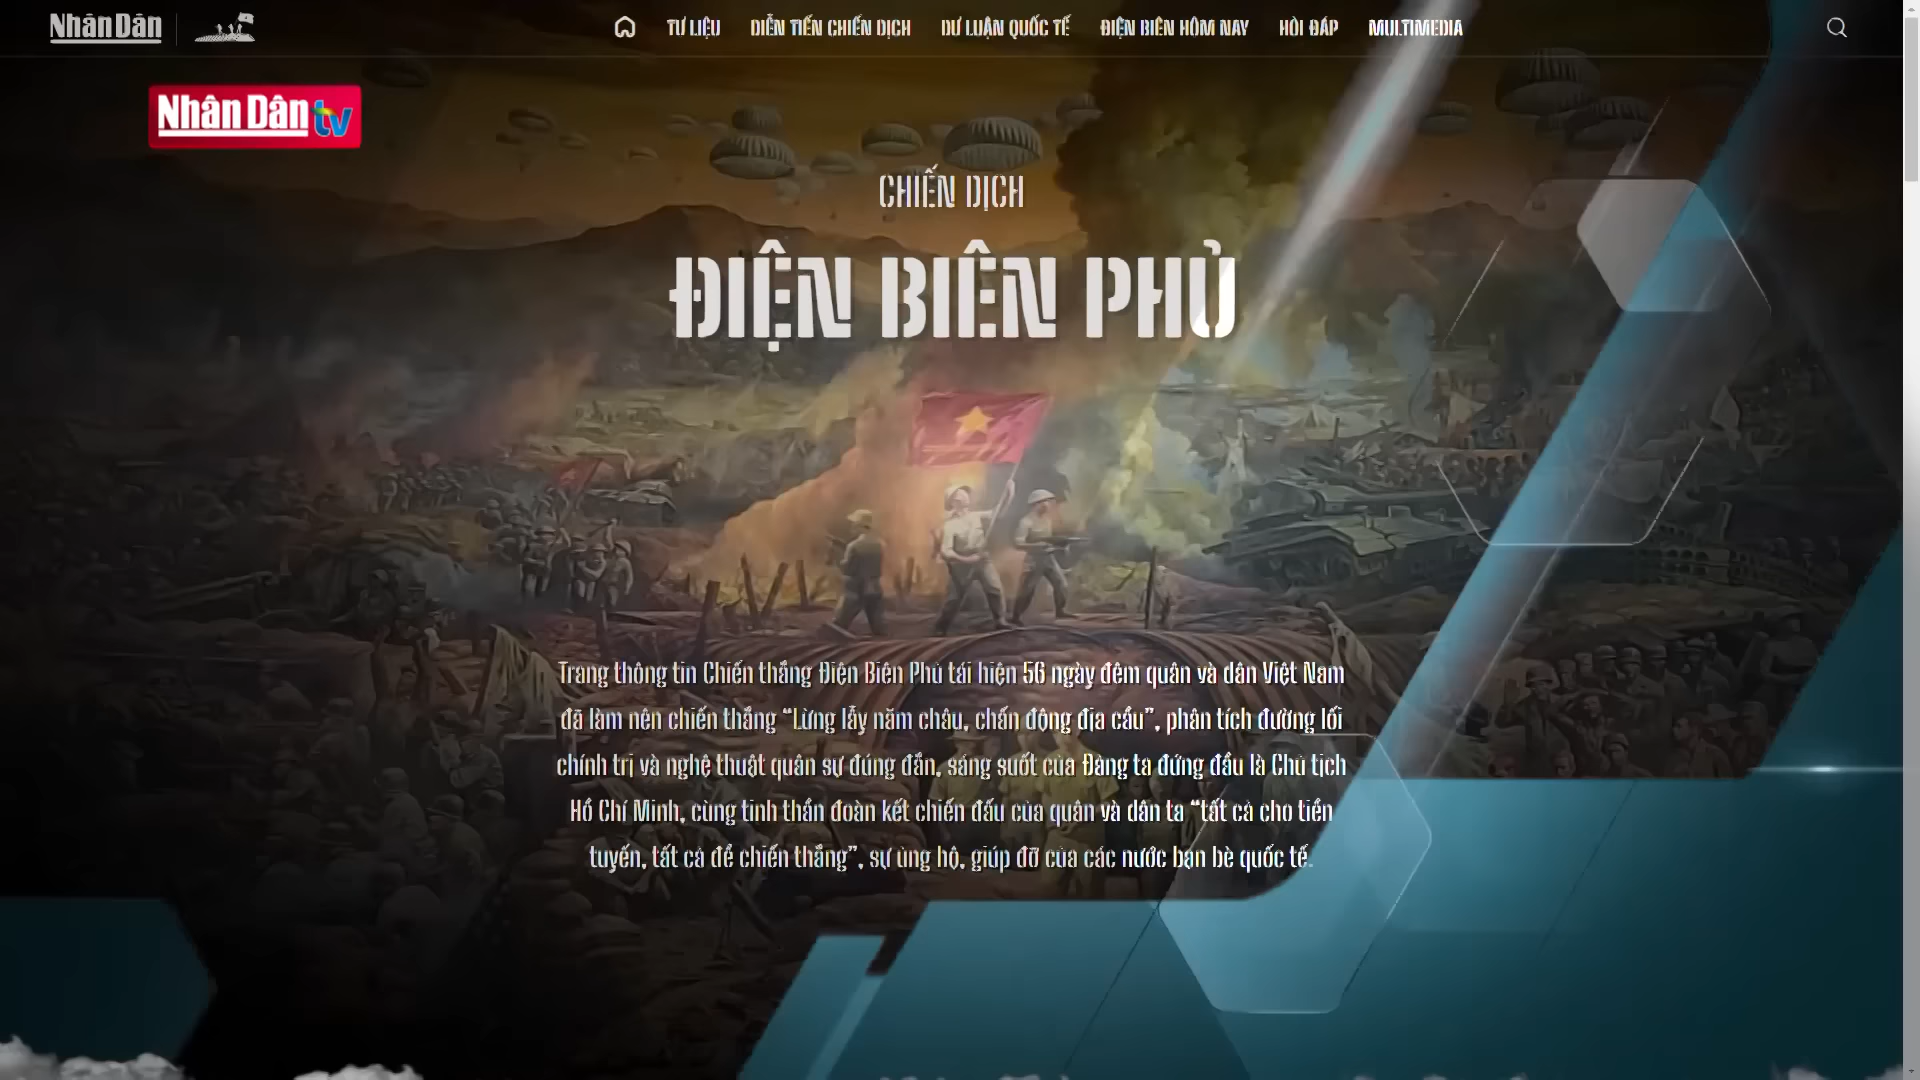 Nhân Dân
TƯ LIỆU
DIỄN TIẾN CHIẾN DỊCH
DƯ LUẬN QUỐC TẾ
ĐIỆN BIÊN HÔM NAY
HỎI ĐÁP
MULTIMEDIA
Nhân Dân tv
CHIẾN DỊCH
ĐIỆN BIÊN PHỦ
Trang thông tin Chiến thắng Điện Biên Phủ tái hiện 56 ngày đêm quân và dân Việt Nam
đã làm nên chiến thắng “Lừng lẫy năm châu, chấn động địa cầu”, phân tích đường lối
chính trị và nghệ thuật quân sự đúng đắn, sáng suốt của Đảng ta đứng đầu là Chủ tịch
Hồ Chí Minh, cùng tinh thần đoàn kết chiến đấu của quân và dân ta “tất cả cho tiền
tuyến, tất cả để chiến thắng”, sự ủng hộ, giúp đỡ của các nước bạn bè quốc tế.